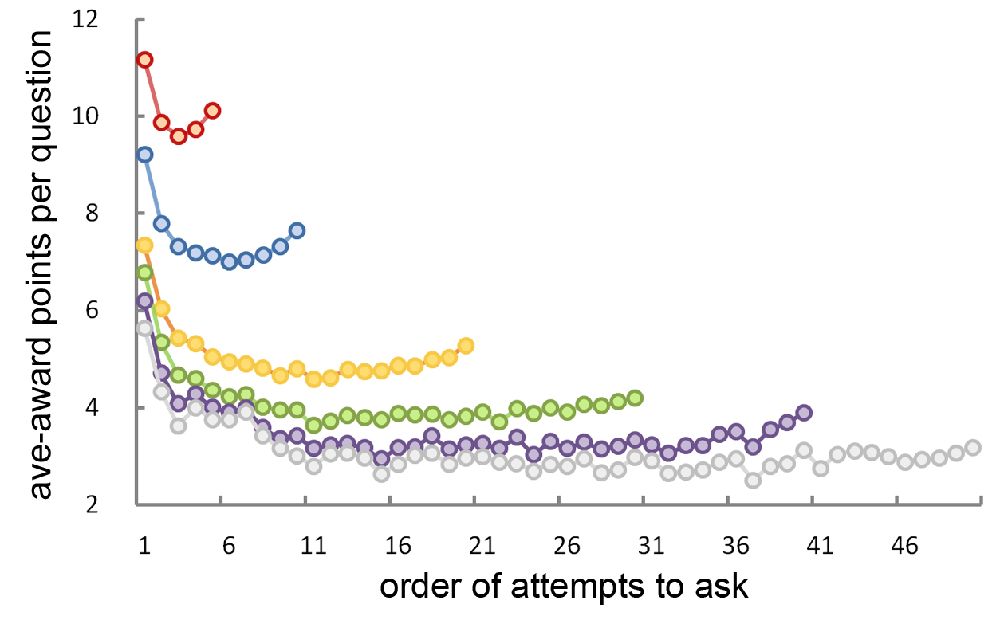 ave-award points per question
12
10
8
6
4
2
1 6 11 16 21 26 31 36 41 46
order of attempts to ask